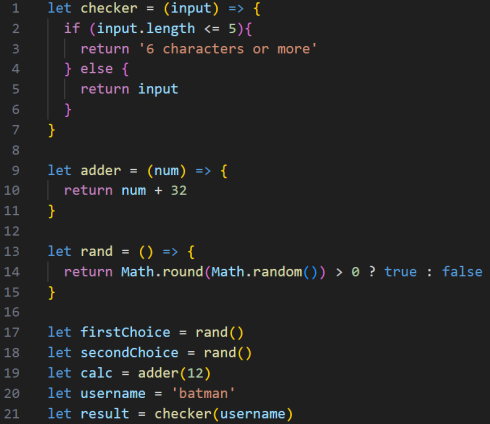 1 let checker = (input) => {
2 if (input.length <= 5){
3 return '6 characters or more'
4 } else {
5 return input
6 }
7 }
8
9 let adder = (num) => {
10 return num + 32
11 }
12
13 let rand = () => {
14 return Math.round(Math.random()) > 0 ? true : false
15 }
16
17 let firstChoice = rand()
18 let secondChoice = rand()
19 let calc = adder(12)
20 let username = 'batman'
21 let result = checker(username)